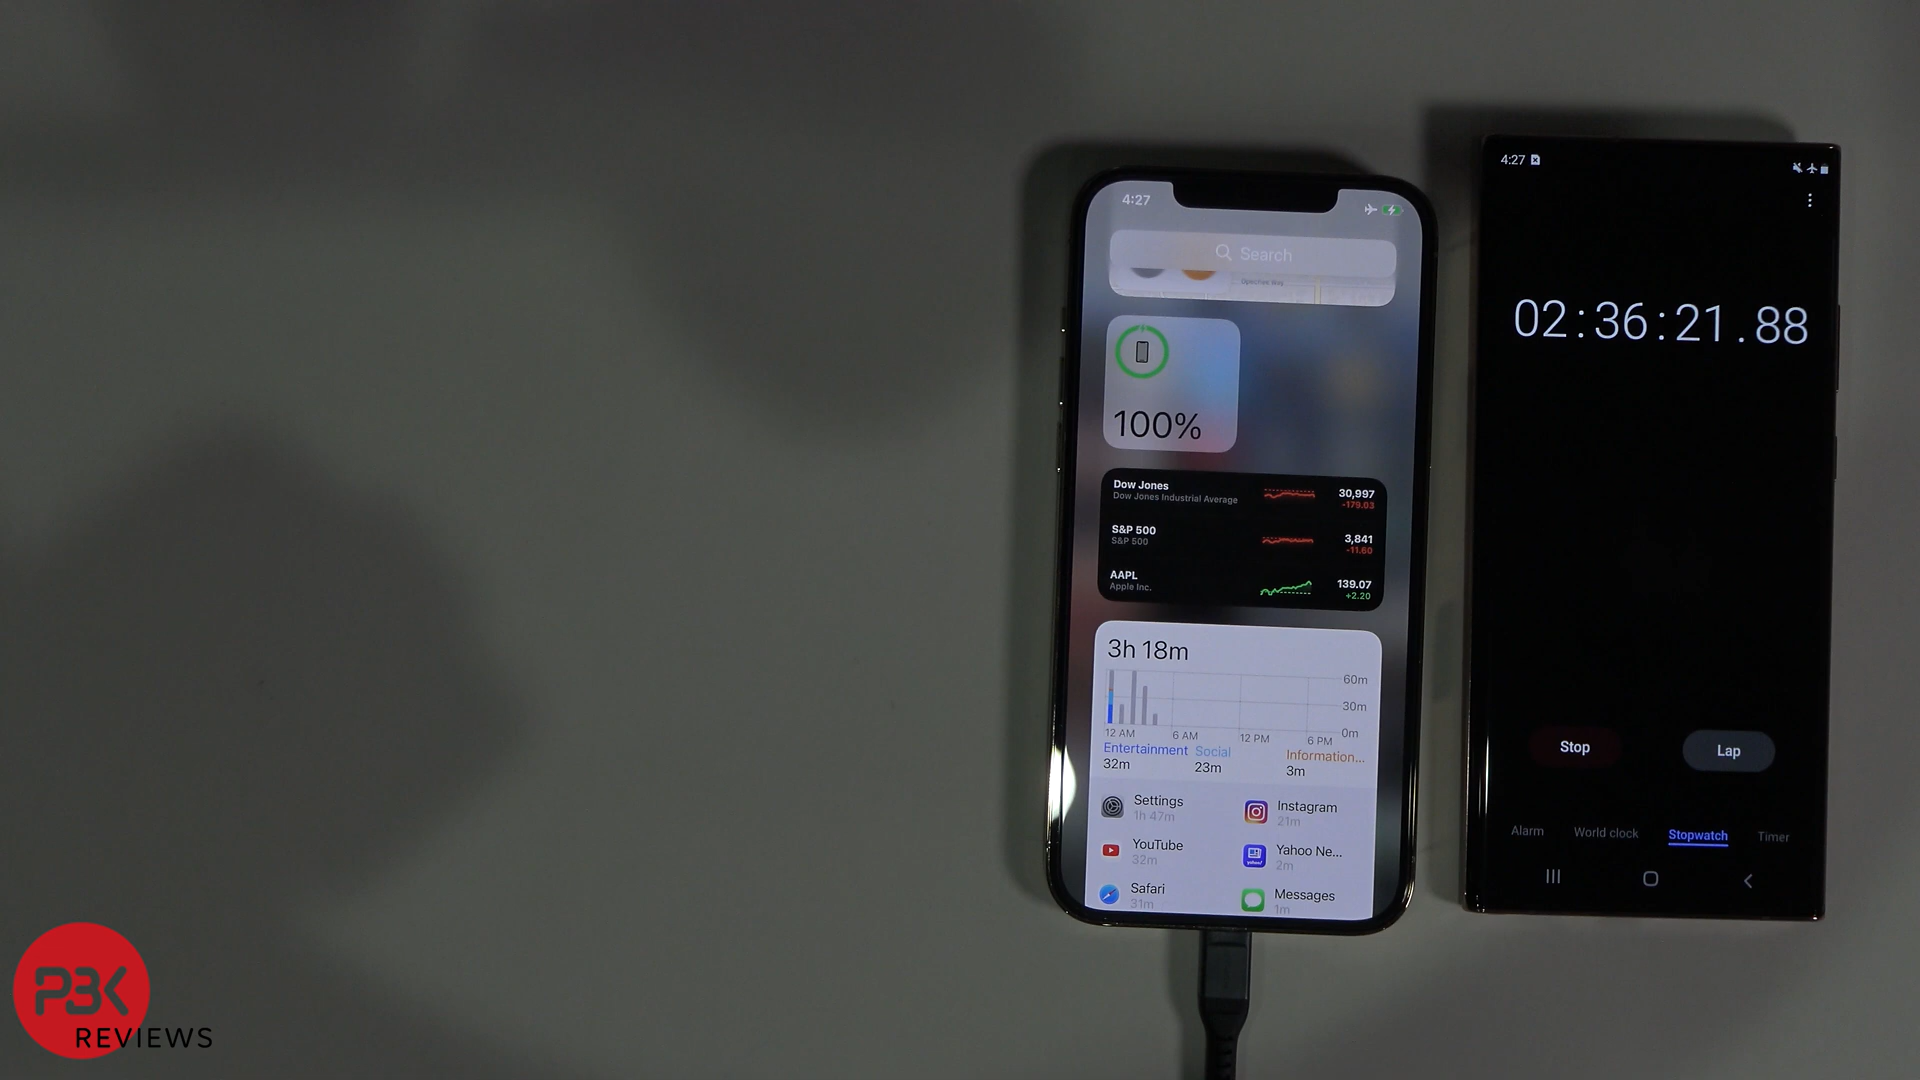 4:27
Search
100%
Dow Jones
Dow Jones Industrial Average
30,997
-179.03
S&P 500
S&P 500
3,841
-11.60
AAPL
Apple Inc.
139.07
+2.20
3h 18m
60m
30m
0m
12 AM 6 AM 12 PM 6 PM
Entertainment Social Information...
32m 23m 3m
Settings
1h 47m
Instagram
21m
YouTube
32m
Yahoo Ne...
2m
Safari
31m
Messages
1m
4:27
02:36:21.88
Stop
Lap
Alarm World clock Stopwatch Timer
PBK
REVIEWS